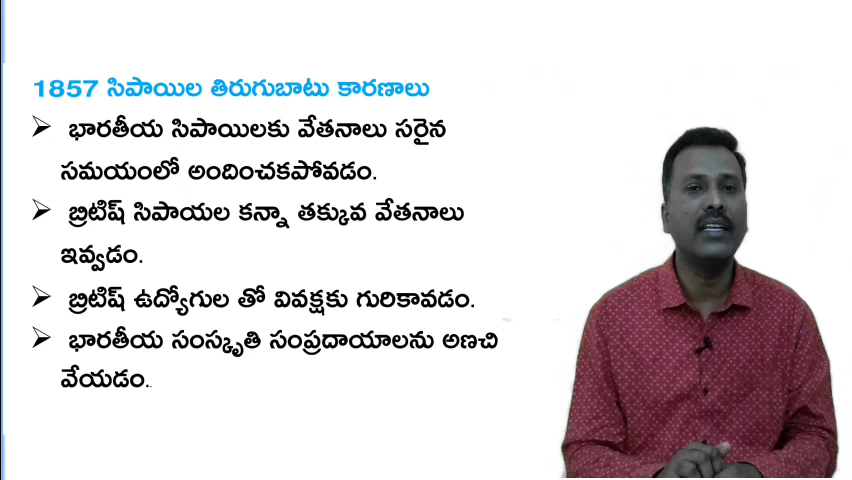 1857 సిపాయిల తిరుగుబాటు కారణాలు
➢ భారతీయ సిపాయిలకు వేతనాలు సరైన
సమయంలో అందించకపోవడం.
➢ బ్రిటిష్ సిపాయల కన్నా తక్కువ వేతనాలు
ఇవ్వడం.
➢ బ్రిటిష్ ఉద్యోగుల తో వివక్షకు గురికావడం.
➢ భారతీయ సంస్కృతి సంప్రదాయాలను అణచి
వేయడం..